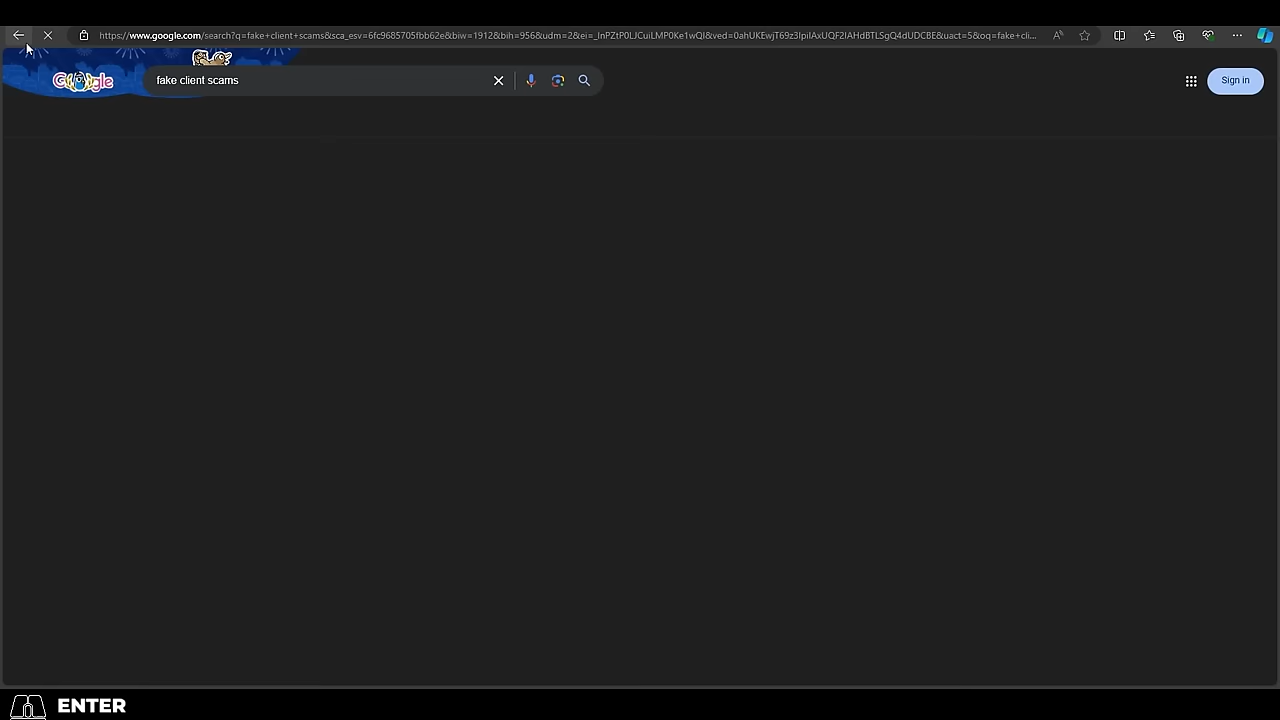 https://www.google.com/search?q=fake+client+scams&sca_esv=6fc9685705fbb62e&biw=1912&bih=956&udm=2&ei=_InPZtP0LJCuiLMP0Ke1wQI&ved=0ahUKEwjT69z3lpiIAxUQF2IAHdBTLSgQ4dUDCBE&uact=5&oq=fake+cli...
Google
fake client scams
Sign in
ENTER